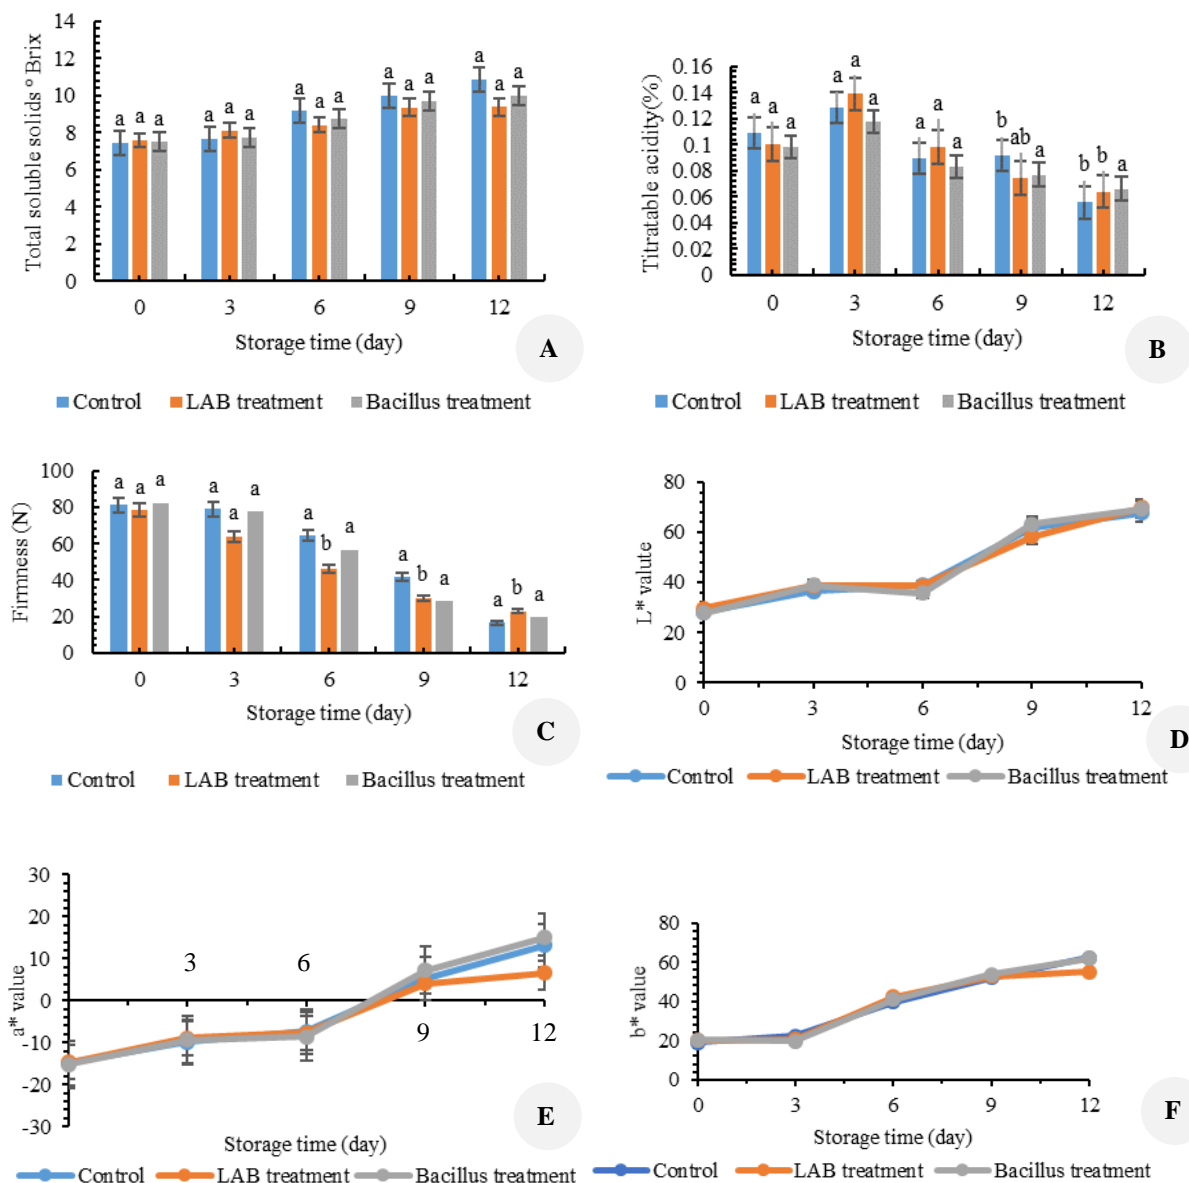 Total soluble solids ° Brix
14
12
10
8
6
4
2
0
a a a
a a a
a a a
a a a
a a a
0 3 6 9 12
Storage time (day)
A
Control LAB treatment Bacillus treatment
Titratable acidity(%)
0.16
0.14
0.12
0.1
0.08
0.06
0.04
0.02
0
a a a
a a a
a a a
b ab a
b b a
0 3 6 9 12
Storage time (day)
B
Control LAB treatment Bacillus treatment
Firmness (N)
100
80
60
40
20
0
a a a
a a a
a b a
a b a
a b a
0 3 6 9 12
Storage time (day)
C
Control LAB treatment Bacillus treatment
L* valute
80
60
40
20
0
0 3 6 9 12
Storage time (day)
D
Control LAB treatment Bacillus treatment
a* value
30
20
10
0
-10
-20
-30
3 6
9 12
Storage time (day)
E
Control LAB treatment Bacillus treatment
b* value
80
60
40
20
0
0 3 6 9 12
Storage time (day)
F
Control LAB treatment Bacillus treatment